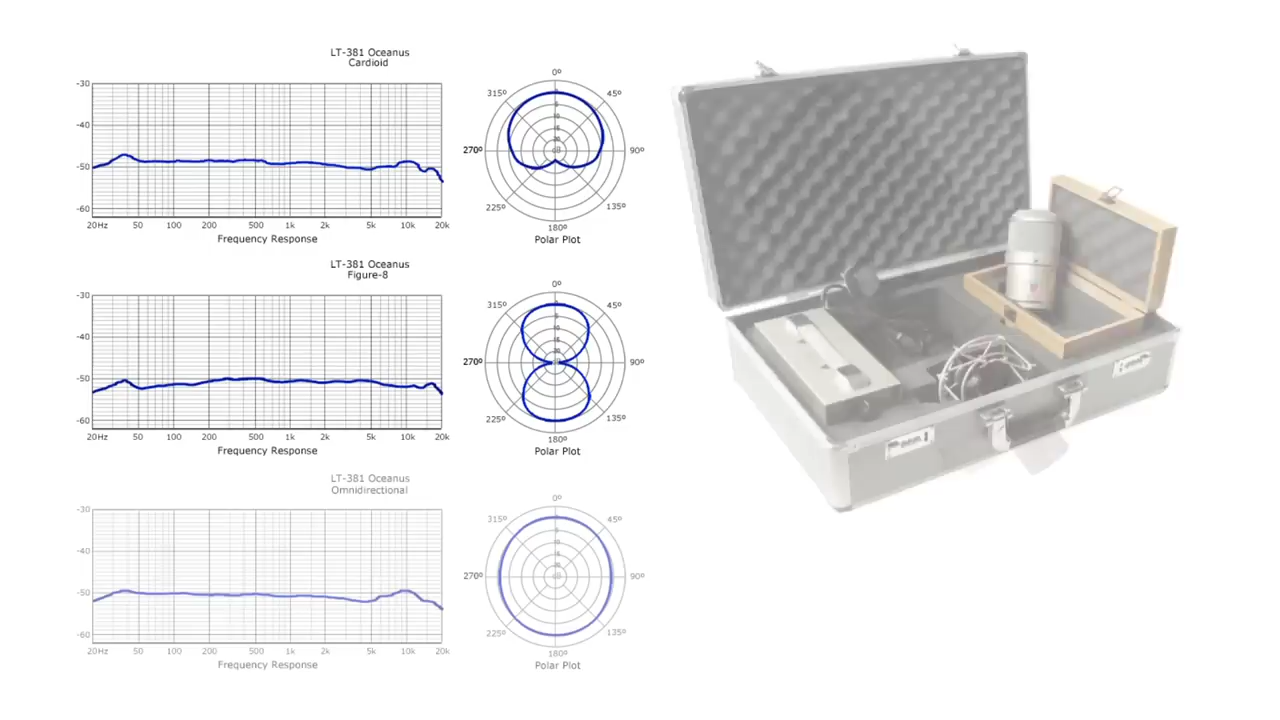 LT-381 Oceanus
Cardioid
-30
-40
-50
-60
20Hz 50 100 200 500 1k 2k 5k 10k 20k
Frequency Response
0º
45º
90º
135º
180º
225º
270º
315º
Polar Plot
LT-381 Oceanus
Figure-8
-30
-40
-50
-60
20Hz 50 100 200 500 1k 2k 5k 10k 20k
Frequency Response
0º
45º
90º
135º
180º
225º
270º
315º
Polar Plot
LT-381 Oceanus
Omnidirectional
-30
-40
-50
-60
20Hz 50 100 200 500 1k 2k 5k 10k 20k
Frequency Response
0º
45º
90º
135º
180º
225º
270º
315º
Polar Plot